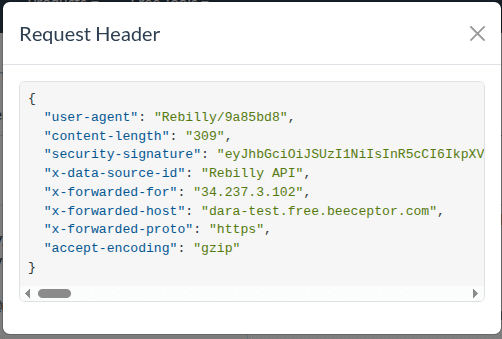 Request Header
{
"user-agent": "Rebilly/9a85bd8",
"content-length": "309",
"security-signature": "eyJhbGciOiJSUzI1NiIsInR5cCI6IkpXV
"x-data-source-id": "Rebilly API",
"x-forwarded-for": "34.237.3.102",
"x-forwarded-host": "dara-test.free.beeceptor.com",
"x-forwarded-proto": "https",
"accept-encoding": "gzip"
}